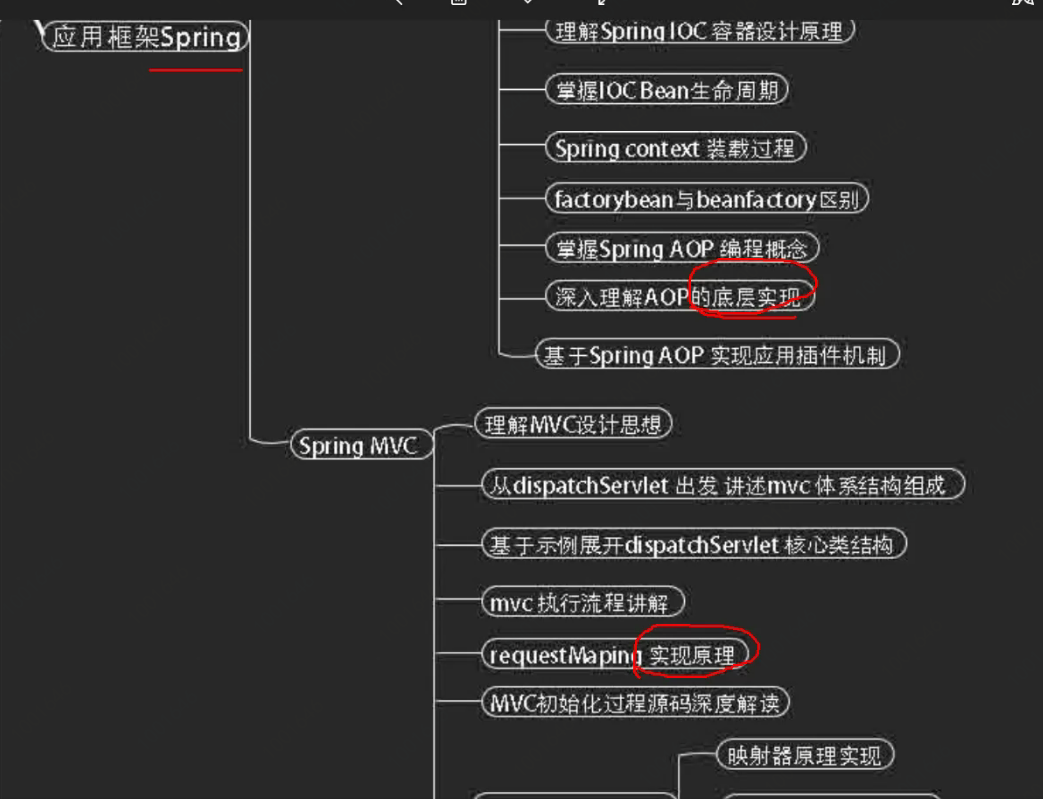 应用框架Spring
理解Spring IOC 容器设计原理
掌握IOC Bean生命周期
Spring context 装载过程
factorybean与beanfactory区别
掌握Spring AOP 编程概念
深入理解AOP的底层实现
基于Spring AOP 实现应用插件机制
Spring MVC
理解MVC设计思想
从dispatchServlet 出发 讲述mvc 体系结构组成
基于示例展开dispatchServlet 核心类结构
mvc 执行流程讲解
requestMaping 实现原理
MVC初始化过程源码深度解读
映射器原理实现